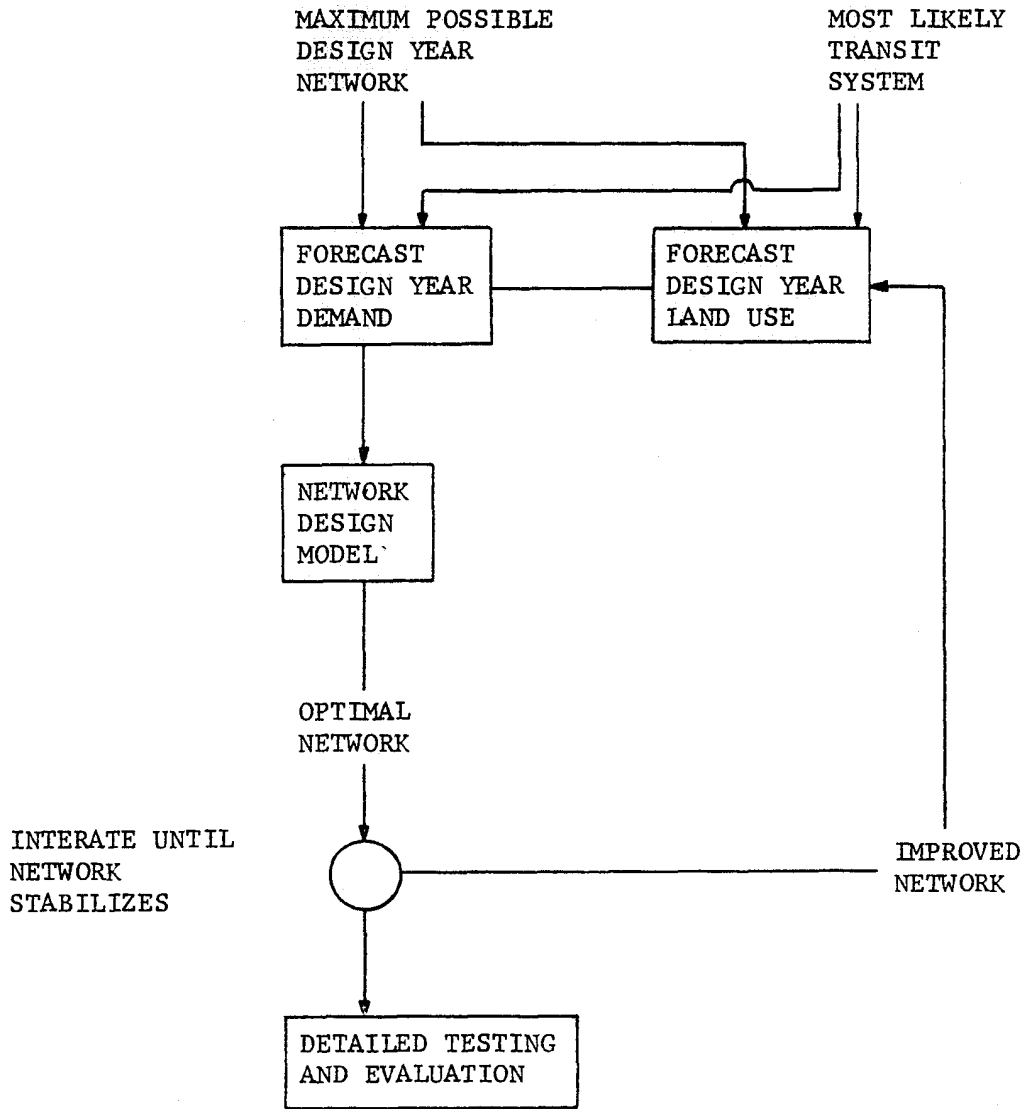 MAXIMUM POSSIBLE
DESIGN YEAR
NETWORK
MOST LIKELY
TRANSIT
SYSTEM
FORECAST
DESIGN YEAR
DEMAND
FORECAST
DESIGN YEAR
LAND USE
NETWORK
DESIGN
MODEL
OPTIMAL
NETWORK
INTERATE UNTIL
NETWORK
STABILIZES
IMPROVED
NETWORK
DETAILED TESTING
AND EVALUATION